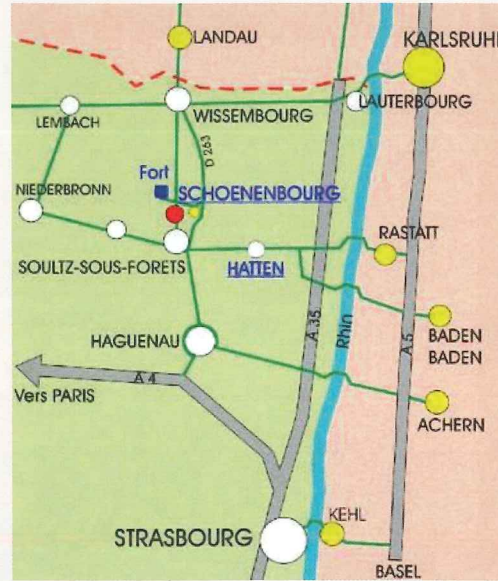 LANDAU
KARLSRUHE
WISSEMBOURG
LAUTERBOURG
LEMBACH
D 263
Fort
SCHOENENBOURG
NIEDERBRONN
RASTATT
SOULTZ-SOUS-FORETS
HATTEN
A 35
Rhin
A 5
HAGUENAU
BADEN
BADEN
A 4
Vers PARIS
ACHERN
STRASBOURG
KEHL
BASEL